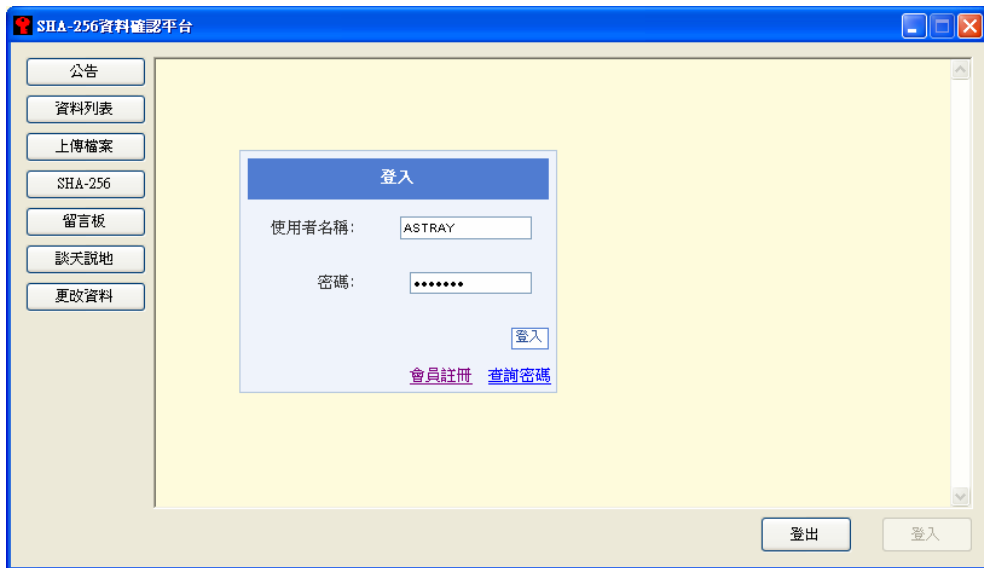 SHA-256資料確認平台
公告
資料列表
上傳檔案
SHA-256
留言板
談天說地
更改資料
登入
使用者名稱: ASTRAY
密碼: •••••••
登入
會員註冊 查詢密碼
登出 登入